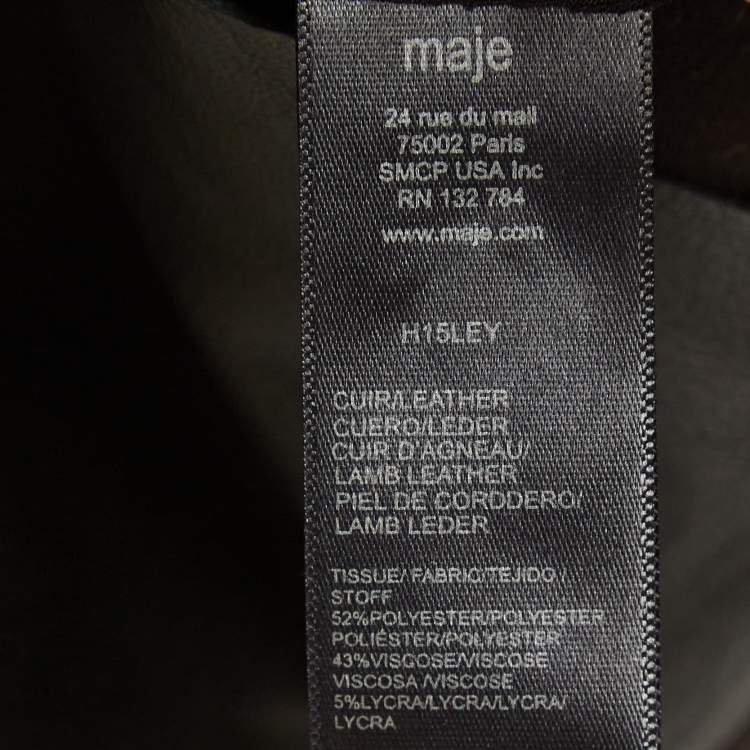 maje
24 rue du mail
75002 Paris
SMCP USA Inc
RN 132 784
www.maje.com
H15LEY
CUIR/LEATHER
CUERO/LEDER
CUIR D'AGNEAU/
LAMB LEATHER
PIEL DE CORDDERO/
LAMB LEDER
TISSUE/ FABRIC/TEJIDO /
STOFF
52%POLYESTER/POLYESTER
POLIÉSTER/POLYESTER
43%VISCOSE/VISCOSE
VISCOSA /VISCOSE
5%LYCRA/LYCRA/LYCRA/
LYCRA